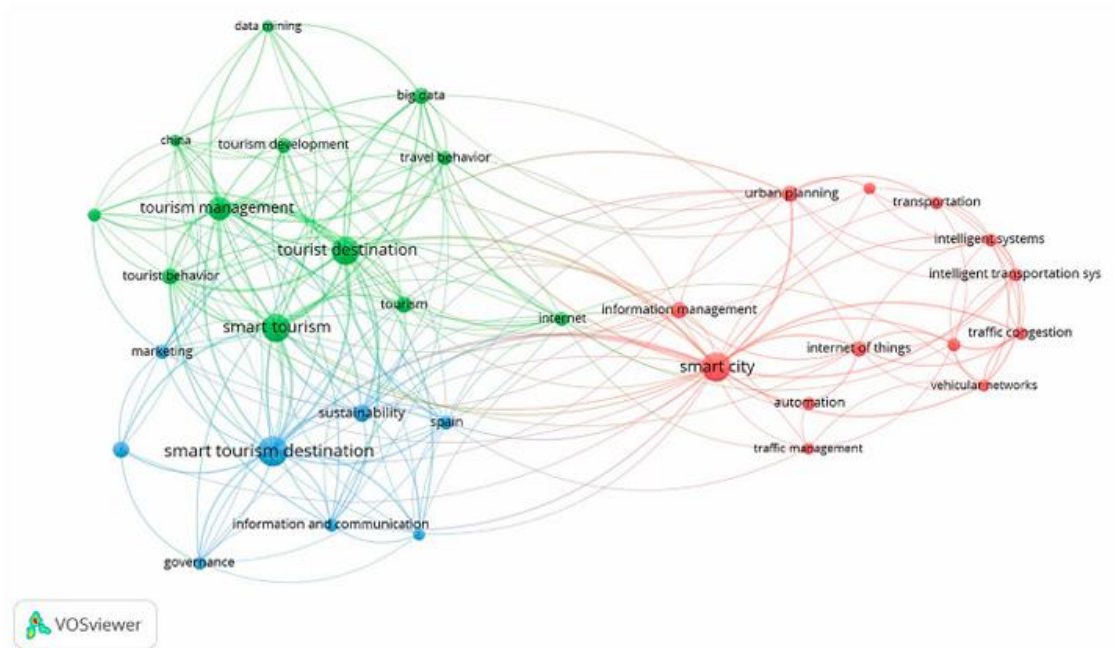 data mining
big data
china
tourism development
travel behavior
urban planning
transportation
tourism management
intelligent systems
tourist destination
tourist behavior
intelligent transportation sys
tourism
information management
internet
smart tourism
traffic congestion
marketing
internet of things
smart city
vehicular networks
automation
sustainability
spain
traffic management
smart tourism destination
information and communication
governance
VOSviewer